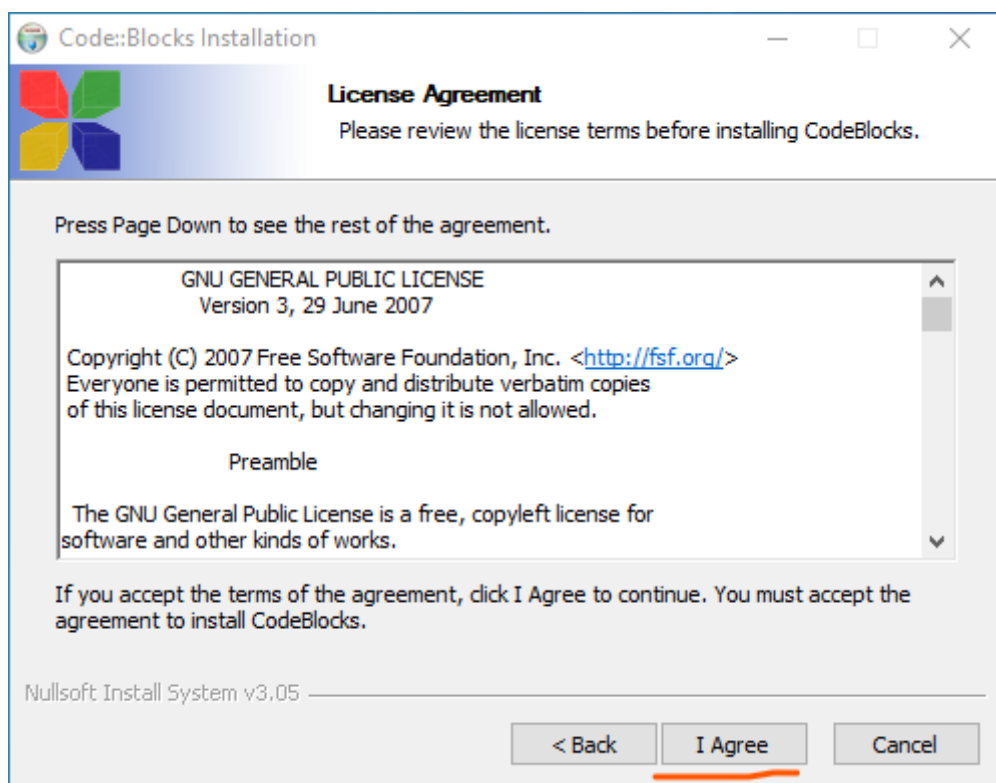 Code::Blocks Installation
License Agreement
Please review the license terms before installing CodeBlocks.
Press Page Down to see the rest of the agreement.
GNU GENERAL PUBLIC LICENSE
Version 3, 29 June 2007
Copyright (C) 2007 Free Software Foundation, Inc. <http://fsf.org/>
Everyone is permitted to copy and distribute verbatim copies
of this license document, but changing it is not allowed.
Preamble
The GNU General Public License is a free, copyleft license for
software and other kinds of works.
If you accept the terms of the agreement, click I Agree to continue. You must accept the
agreement to install CodeBlocks.
Nullsoft Install System v3.05
< Back I Agree Cancel